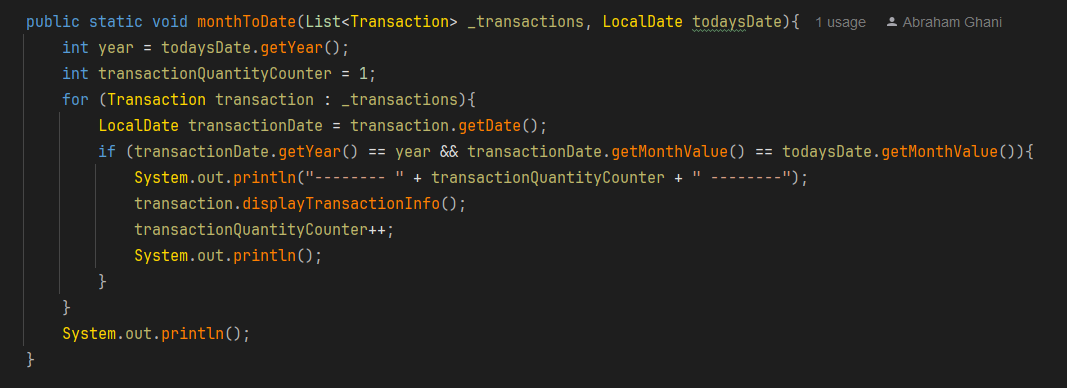 public static void monthToDate(List<Transaction> _transactions, LocalDate todaysDate){ 1 usage Abraham Ghani
    int year = todaysDate.getYear();
    int transactionQuantityCounter = 1;
    for (Transaction transaction : _transactions){
        LocalDate transactionDate = transaction.getDate();
        if (transactionDate.getYear() == year && transactionDate.getMonthValue() == todaysDate.getMonthValue()){
            System.out.println("-------- " + transactionQuantityCounter + " --------");
            transaction.displayTransactionInfo();
            transactionQuantityCounter++;
            System.out.println();
        }
    }
    System.out.println();
}